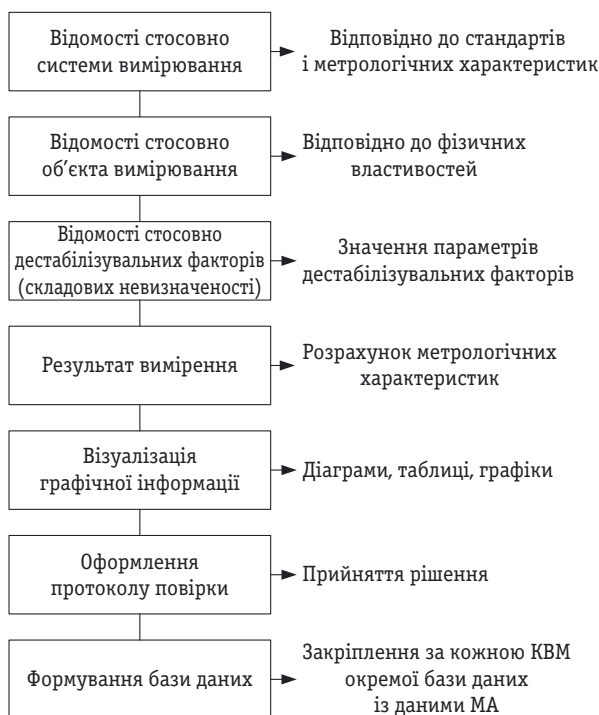 Відомості стосовно
системи вимірювання
Відповідно до стандартів
і метрологічних характеристик
Відомості стосовно
об’єкта вимірювання
Відповідно до фізичних
властивостей
Відомості стосовно
дестабілізувальних факторів
(складових невизначеності)
Значення параметрів
дестабілізувальних факторів
Результат вимірення
Розрахунок метрологічних
характеристик
Візуалізація
графічної інформації
Діаграми, таблиці, графіки
Оформлення
протоколу повірки
Прийняття рішення
Формування бази даних
Закріплення за кожною КВМ
окремої бази даних
із даними МА